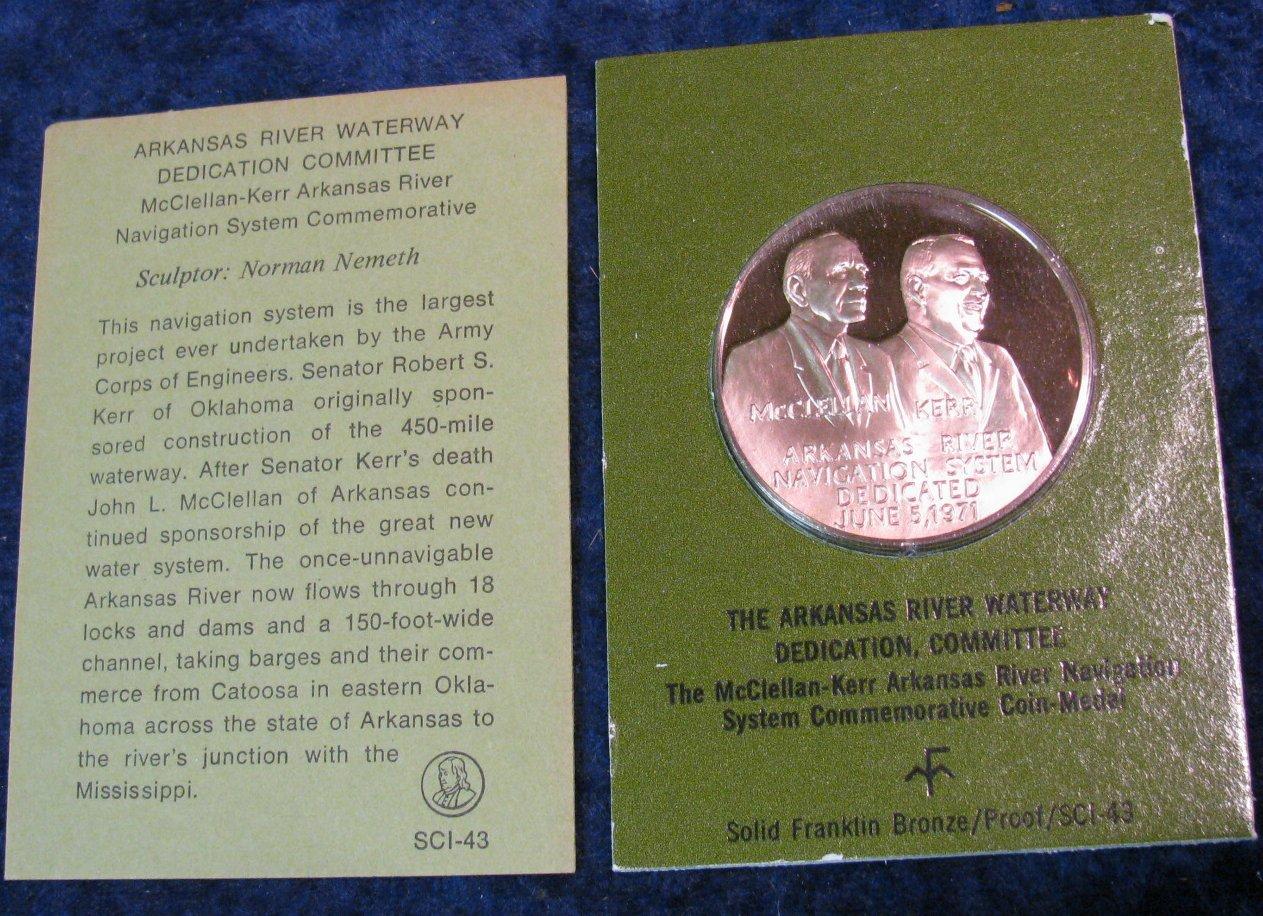 ARKANSAS RIVER WATERWAY
DEDICATION COMMITTEE
McClellan-Kerr Arkansas River
Navigation System Commemorative
Sculptor: Norman Nemeth
This navigation system is the largest
project ever undertaken by the Army
Corps of Engineers. Senator Robert S.
Kerr of Oklahoma originally spon-
sored construction of the 450-mile
waterway. After Senator Kerr's death
John L. McClellan of Arkansas con-
tinued sponsorship of the great new
water system. The once-unnavigable
Arkansas River now flows through 18
locks and dams and a 150-foot-wide
channel, taking barges and their com-
merce from Catoosa in eastern Okla-
homa across the state of Arkansas to
the river's junction with the
Mississippi.
SCI-43
McCLELLAN KERR
ARKANSAS RIVER
NAVIGATION SYSTEM
DEDICATED
JUNE 5, 1971
THE ARKANSAS RIVER WATERWAY
DEDICATION, COMMITTEE
The McClellan-Kerr Arkansas River Navigation
System Commemorative Coin-Medal
Solid Franklin Bronze/Proof/SCI-43